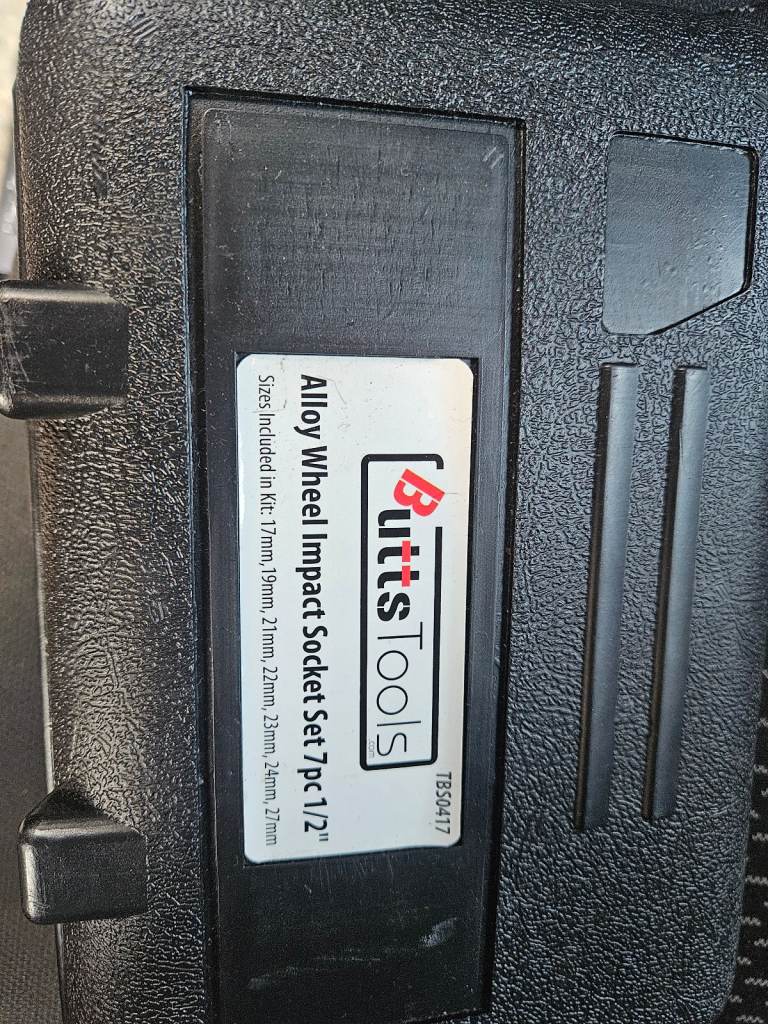 TBS0417
ButtsTools
.com
Alloy Wheel Impact Socket Set 7pc 1/2"
Sizes Included in Kit: 17mm, 19mm, 21mm, 22mm, 23mm, 24mm, 27mm